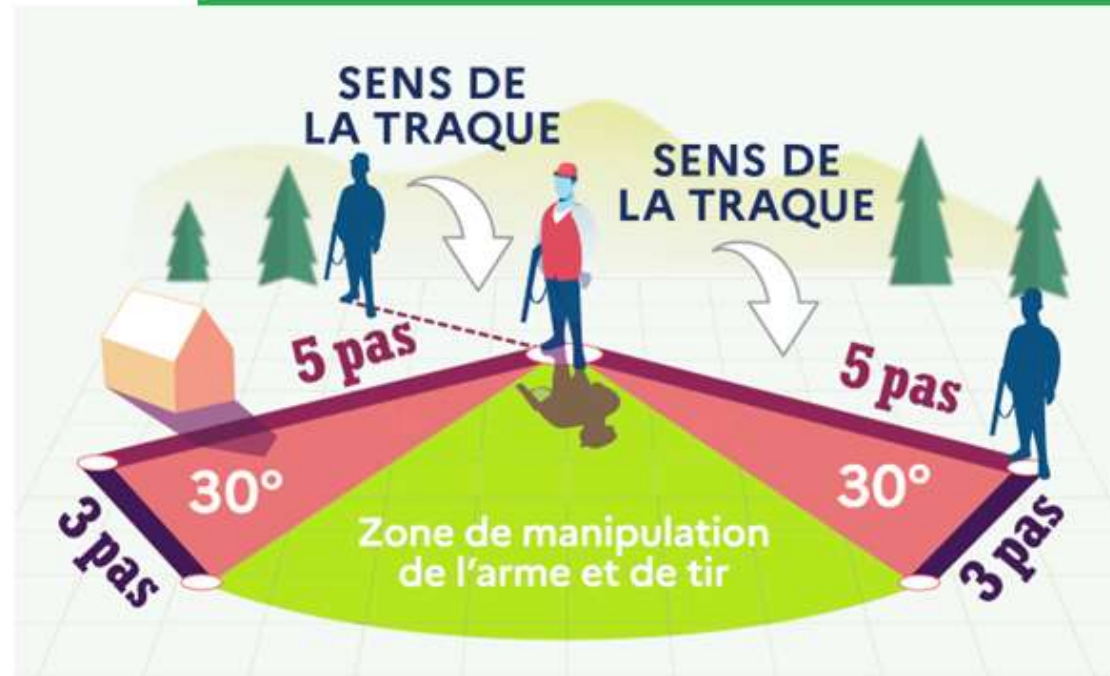 SENS DE
LA TRAQUE
SENS DE
LA TRAQUE
5 pas
5 pas
30°
30°
3 pas
3 pas
Zone de manipulation
de l'arme et de tir